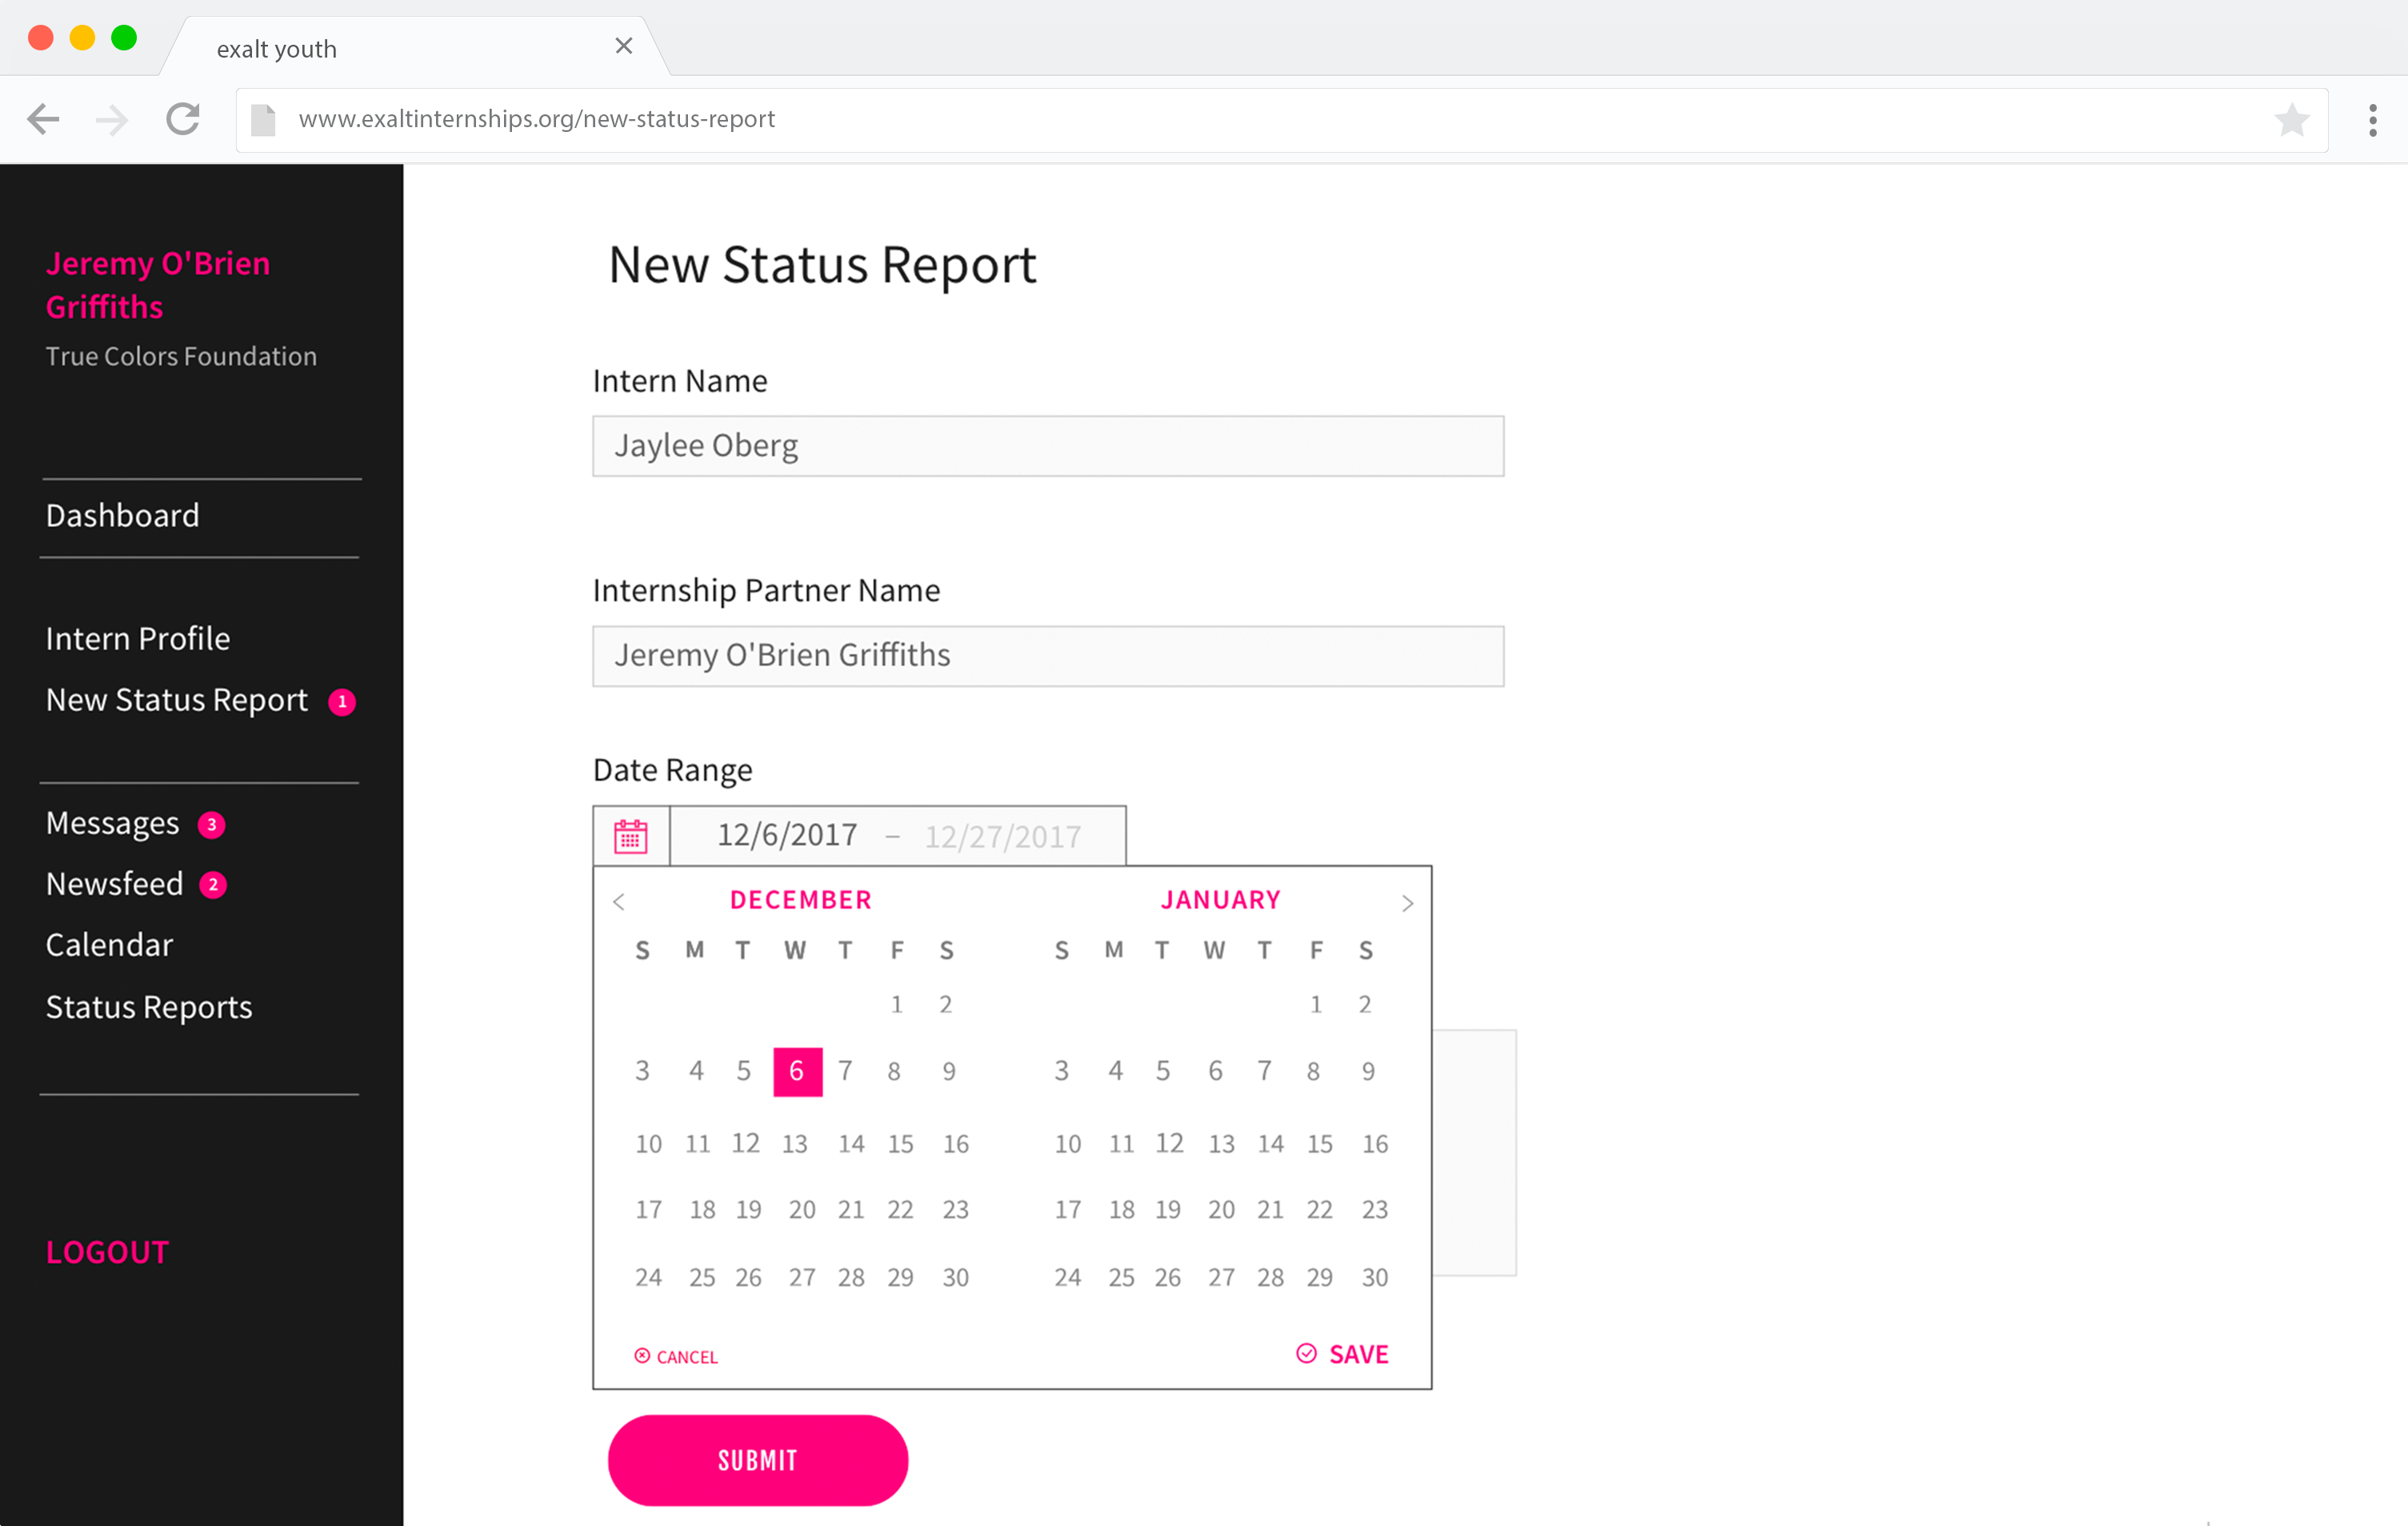 exalt youth
www.exaltinternships.org/new-status-report
Jeremy O'Brien
Griffiths
True Colors Foundation
Dashboard
Intern Profile
New Status Report 1
Messages 3
Newsfeed 2
Calendar
Status Reports
LOGOUT
New Status Report
Intern Name
Jaylee Oberg
Internship Partner Name
Jeremy O'Brien Griffiths
Date Range
12/6/2017 – 12/27/2017
DECEMBER
S M T W T F S
1 2
3 4 5 6 7 8 9
10 11 12 13 14 15 16
17 18 19 20 21 22 23
24 25 26 27 28 29 30
JANUARY
S M T W T F S
1 2
3 4 5 6 7 8 9
10 11 12 13 14 15 16
17 18 19 20 21 22 23
24 25 26 27 28 29 30
CANCEL
SAVE
SUBMIT